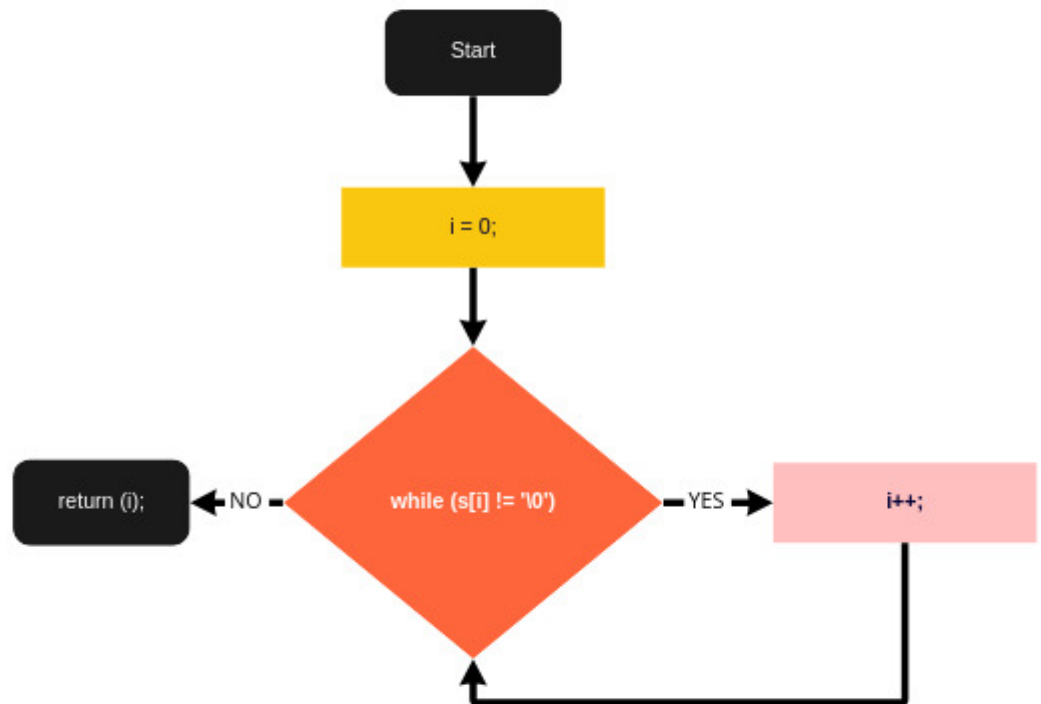 Start
i = 0;
while (s[i] != '\0')
NO
return (i);
YES
i++;